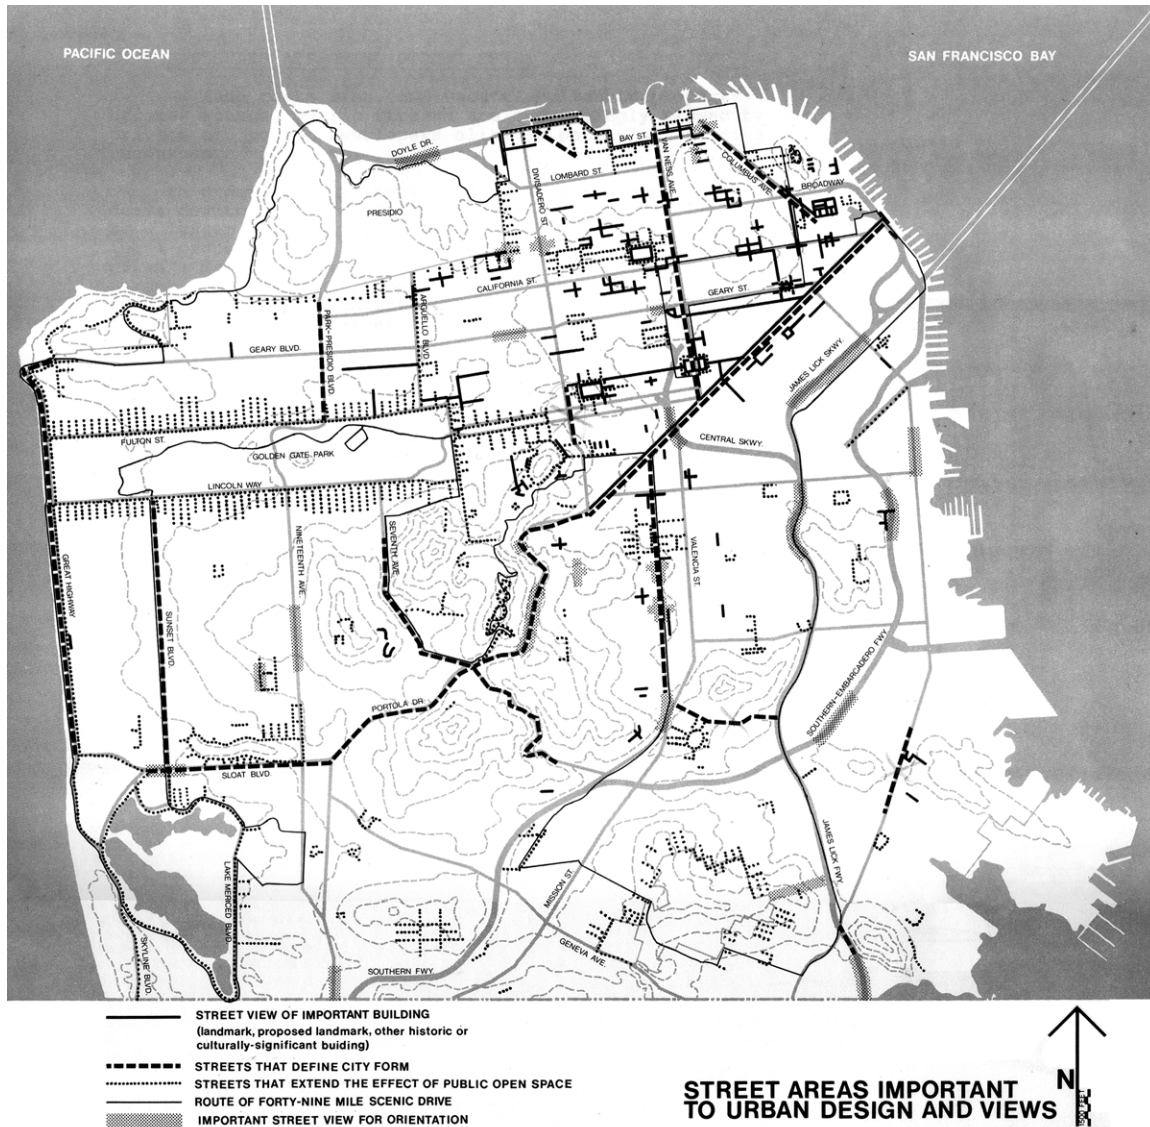 PACIFIC OCEAN
SAN FRANCISCO BAY
DOYLE DR.
BAY ST.
VAN NESS AVE.
COLUMBUS AVE.
LOMBARD ST.
BROADWAY
DIVISADERO ST.
PRESIDIO
CALIFORNIA ST.
GEARY ST.
ARGUELLO BLVD.
PARK-PRESIDIO BLVD.
GEARY BLVD.
JAMES LICK SKWY.
FULTON ST.
CENTRAL SKWY.
GOLDEN GATE PARK
LINCOLN WAY
NINETEENTH AVE.
SEVENTH AVE.
VALENCIA ST.
GREAT HIGHWAY
SUNSET BLVD.
SOUTHERN-EMBARCADERO FWY.
PORTOLA DR.
SLOAT BLVD.
JAMES LICK FWY.
LAKE MERCED BLVD.
MISSION ST.
SKYLINE BLVD.
GENEVA AVE.
SOUTHERN FWY.
STREET VIEW OF IMPORTANT BUILDING
(landmark, proposed landmark, other historic or
culturally-significant buiding)
STREETS THAT DEFINE CITY FORM
STREETS THAT EXTEND THE EFFECT OF PUBLIC OPEN SPACE
ROUTE OF FORTY-NINE MILE SCENIC DRIVE
IMPORTANT STREET VIEW FOR ORIENTATION
STREET AREAS IMPORTANT
TO URBAN DESIGN AND VIEWS
N
FEET